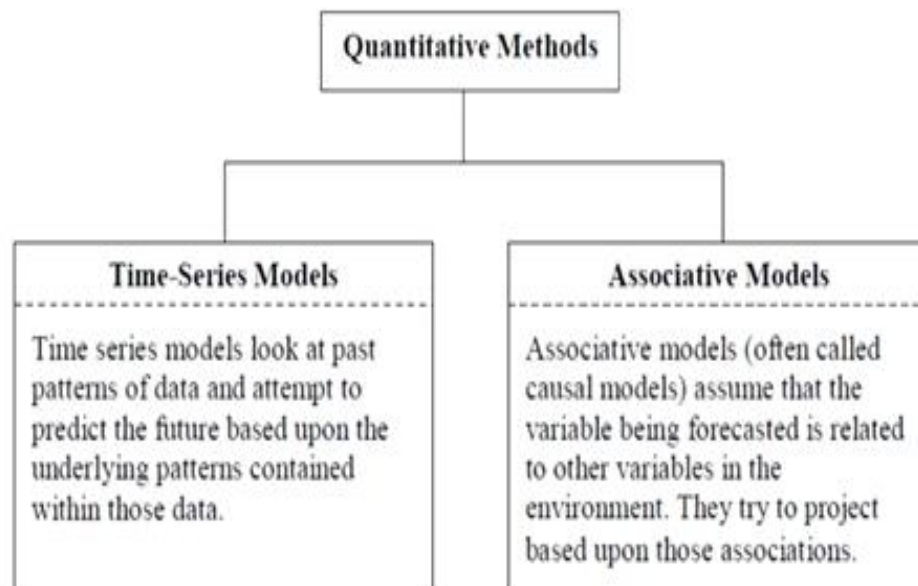 Quantitative Methods
Time-Series Models
Time series models look at past
patterns of data and attempt to
predict the future based upon the
underlying patterns contained
within those data.
Associative Models
Associative models (often called
causal models) assume that the
variable being forecasted is related
to other variables in the
environment. They try to project
based upon those associations.